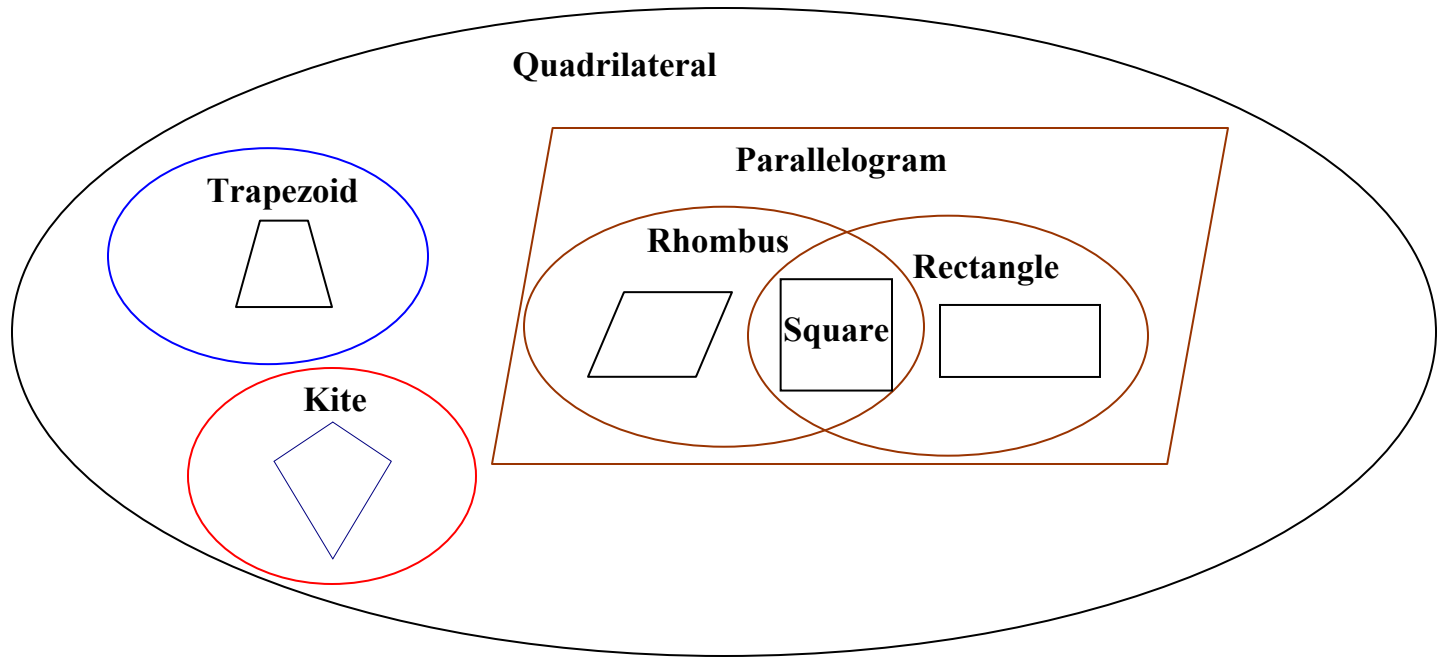 Quadrilateral
Parallelogram
Trapezoid
Rhombus
Rectangle
Square
Kite